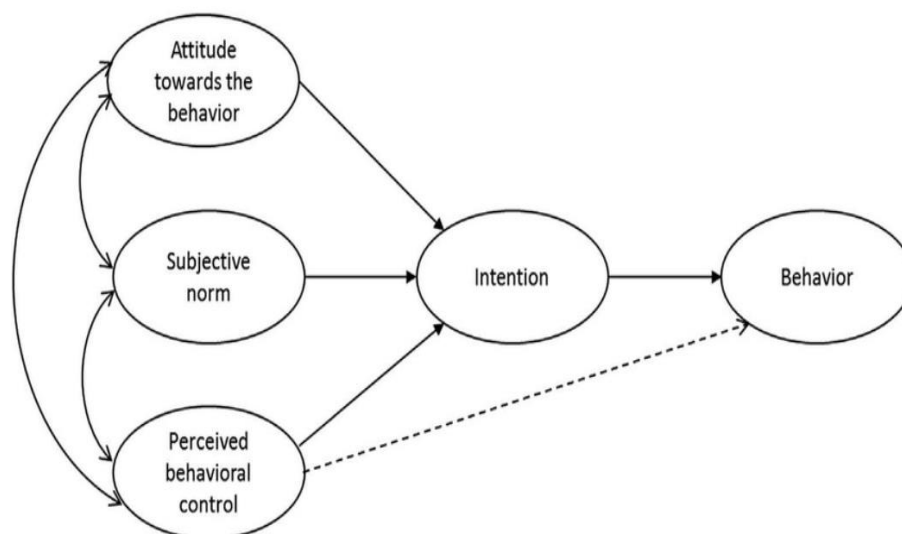 Attitude
towards the
behavior
Subjective
norm
Intention
Behavior
Perceived
behavioral
control